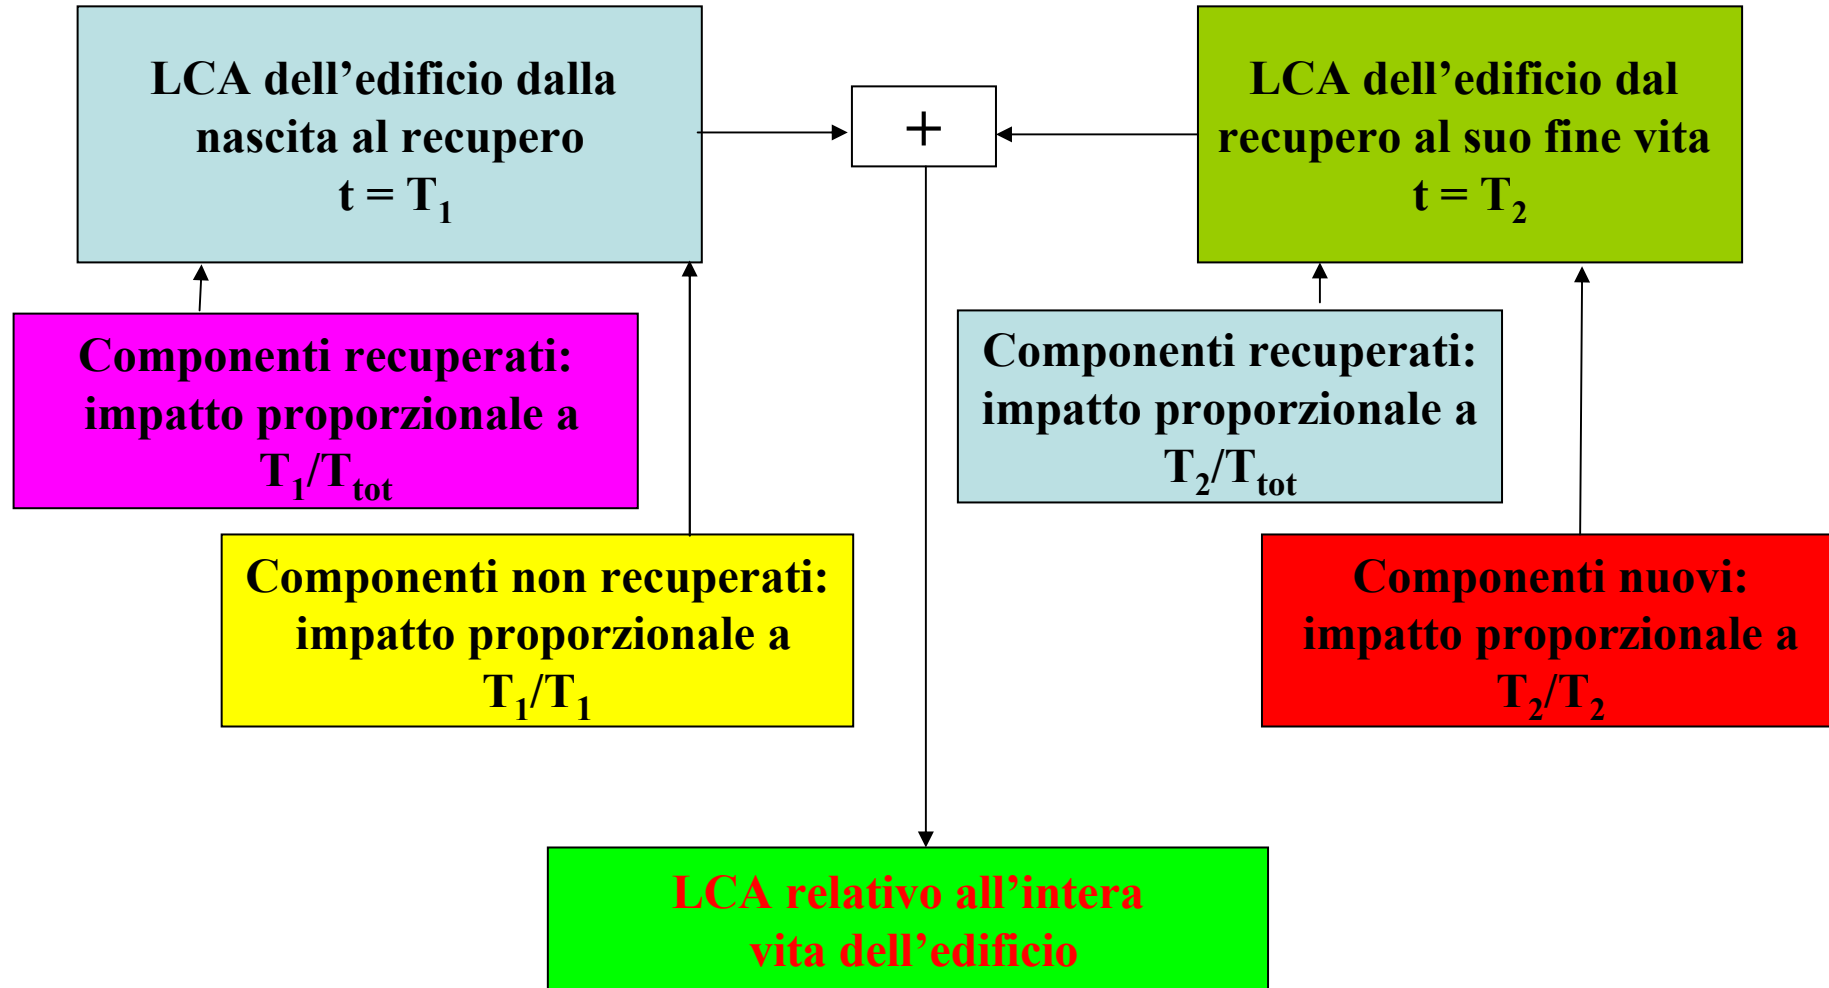 LCA dell’edificio dalla
nascita al recupero
t = T₁
+
LCA dell’edificio dal
recupero al suo fine vita
t = T₂
Componenti recuperati:
impatto proporzionale a
T₁/Tₜₒₜ
Componenti non recuperati:
impatto proporzionale a
T₁/T₁
Componenti recuperati:
impatto proporzionale a
T₂/Tₜₒₜ
Componenti nuovi:
impatto proporzionale a
T₂/T₂
LCA relativo all’intera
vita dell’edificio